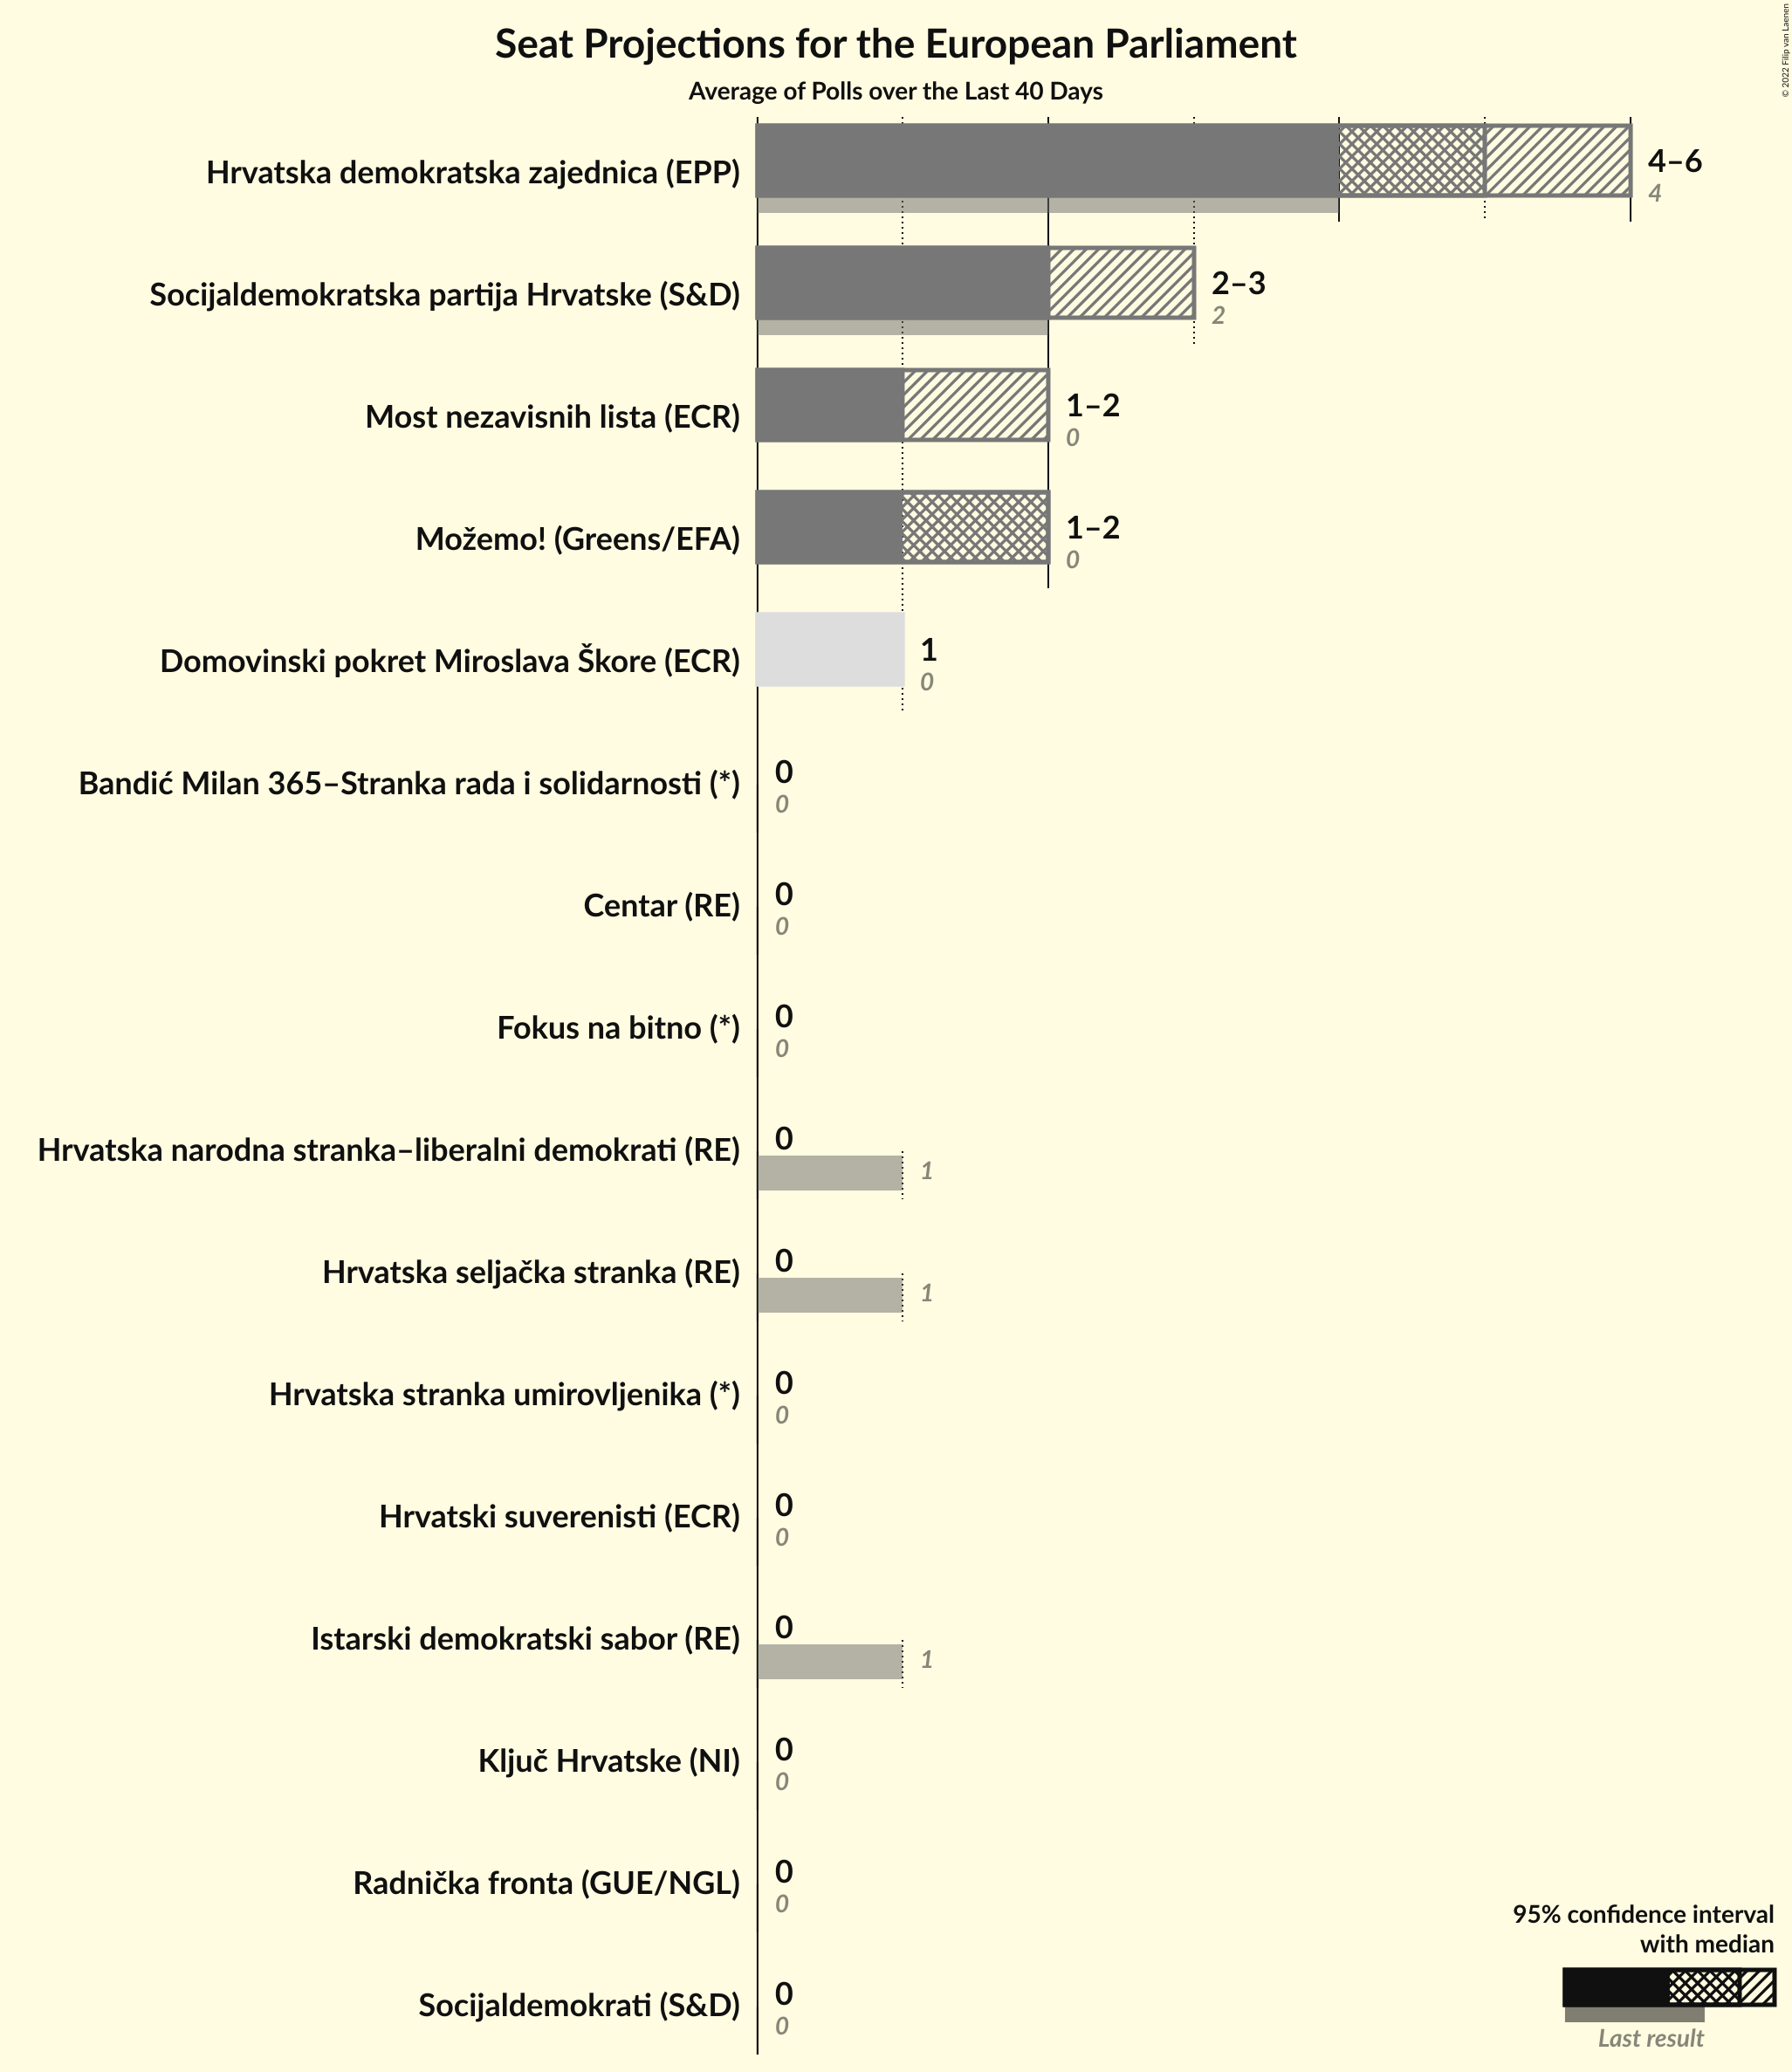 Seat Projections for the European Parliament
Average of Polls over the Last 40 Days
© 2022 Filip van Laenen
Hrvatska demokratska zajednica (EPP)
4–6
4
Socijaldemokratska partija Hrvatske (S&D)
2–3
2
Most nezavisnih lista (ECR)
1–2
0
Možemo! (Greens/EFA)
1–2
0
Domovinski pokret Miroslava Škore (ECR)
1
0
Bandić Milan 365–Stranka rada i solidarnosti (*)
0
0
Centar (RE)
0
0
Fokus na bitno (*)
0
0
Hrvatska narodna stranka–liberalni demokrati (RE)
0
1
Hrvatska seljačka stranka (RE)
0
1
Hrvatska stranka umirovljenika (*)
0
0
Hrvatski suverenisti (ECR)
0
0
Istarski demokratski sabor (RE)
0
1
Ključ Hrvatske (NI)
0
0
Radnička fronta (GUE/NGL)
0
0
Socijaldemokrati (S&D)
0
0
95% confidence interval
with median
Last result